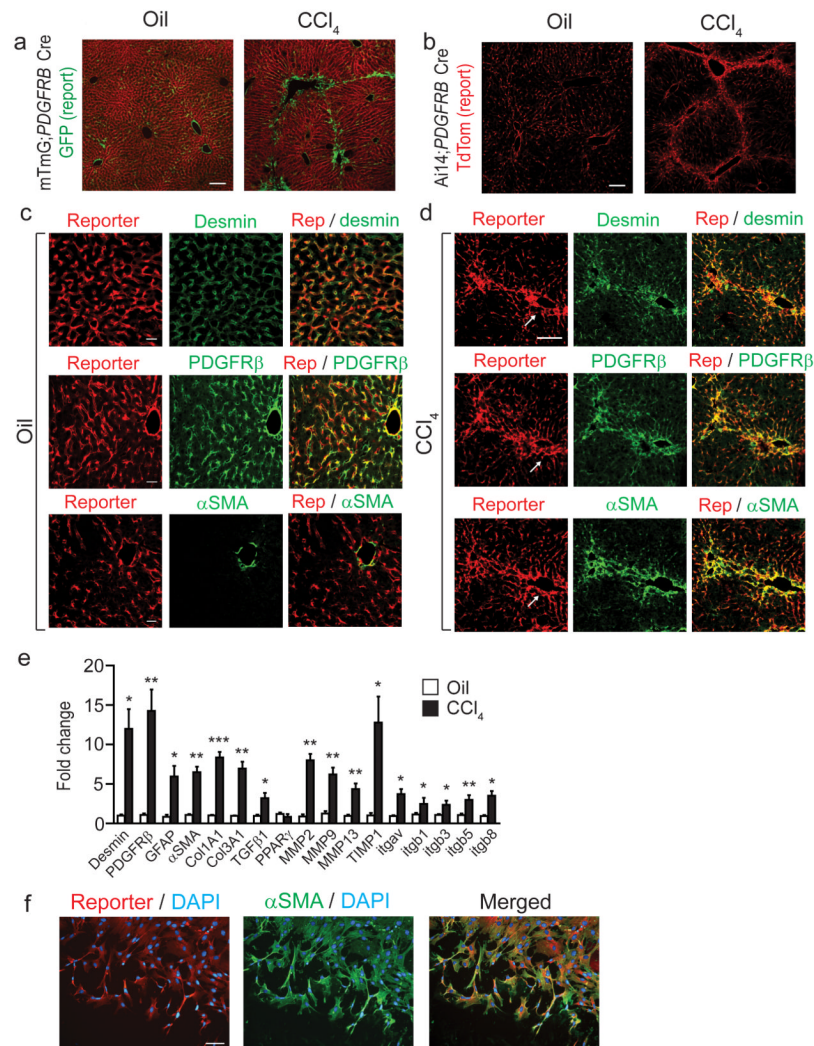 a
mTmG;PDGFRB Cre
GFP (report)
Oil
CCl4
b
Ai14;PDGFRB Cre
TdTom (report)
Oil
CCl4
c
Oil
Reporter
Desmin
Rep / desmin
Reporter
PDGFRβ
Rep / PDGFRβ
Reporter
αSMA
Rep / αSMA
d
CCl4
Reporter
Desmin
Rep / desmin
Reporter
PDGFRβ
Rep / PDGFRβ
Reporter
αSMA
Rep / αSMA
e
Fold change
20
15
10
5
0
Oil
CCl4
* ** * ** *** ** * ** ** ** * * * * ** *
Desmin
PDGFRβ
GFAP
αSMA
Col1A1
Col3A1
TGFβ1
PPARγ
MMP2
MMP9
MMP13
TIMP1
itgav
itgb1
itgb3
itgb5
itgb8
f
Reporter / DAPI
αSMA / DAPI
Merged